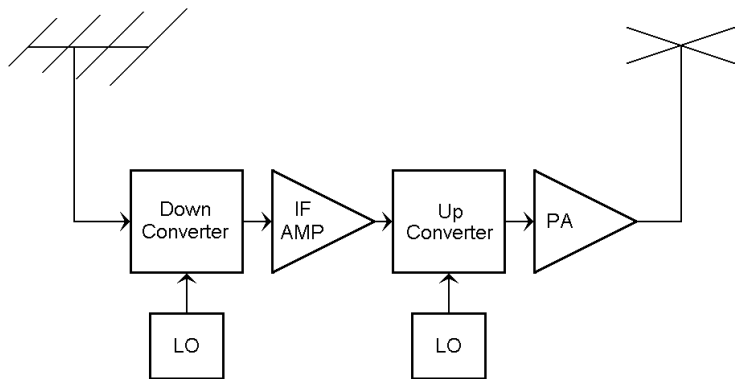 Down
Converter
IF
AMP
Up
Converter
PA
LO
LO